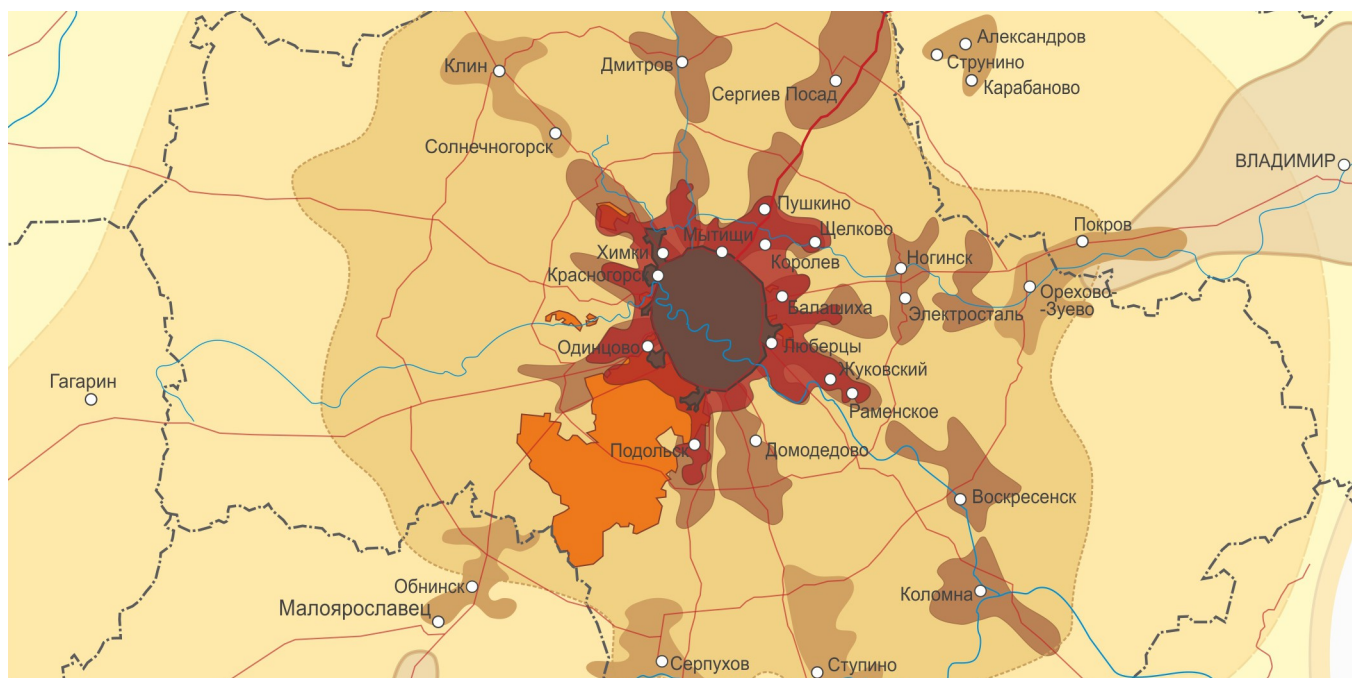 Александров
Клин
Дмитров
Струнино
Сергиев Посад
Карабаново
Солнечногорск
ВЛАДИМИР
Пушкино
Щелково
Покров
Мытищи
Химки
Королев
Ногинск
Красногорск
Орехово-
-Зуево
Балашиха
Электросталь
Одинцово
Люберцы
Гагарин
Жуковский
Раменское
Подольск
Домодедово
Воскресенск
Обнинск
Коломна
Малоярославец
Серпухов
Ступино